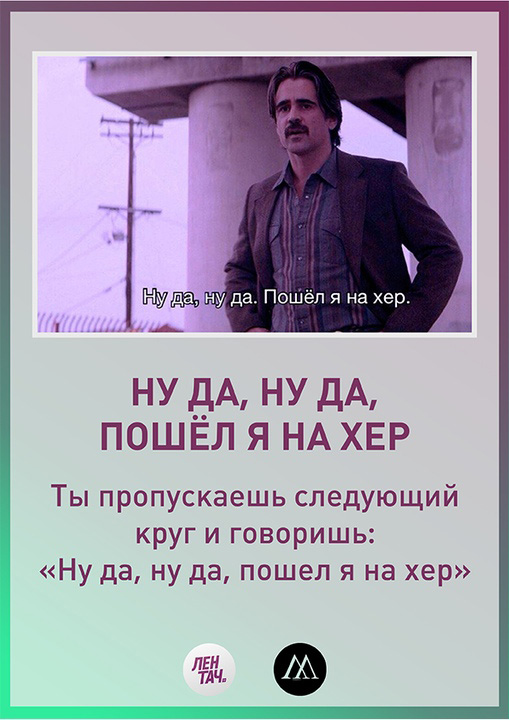 Ну да, ну да. Пошёл я на хер.
НУ ДА, НУ ДА,
ПОШЁЛ Я НА ХЕР
Ты пропускаешь следующий
круг и говоришь:
«Ну да, ну да, пошел я на хер»
ЛЕН
ТАЧ.